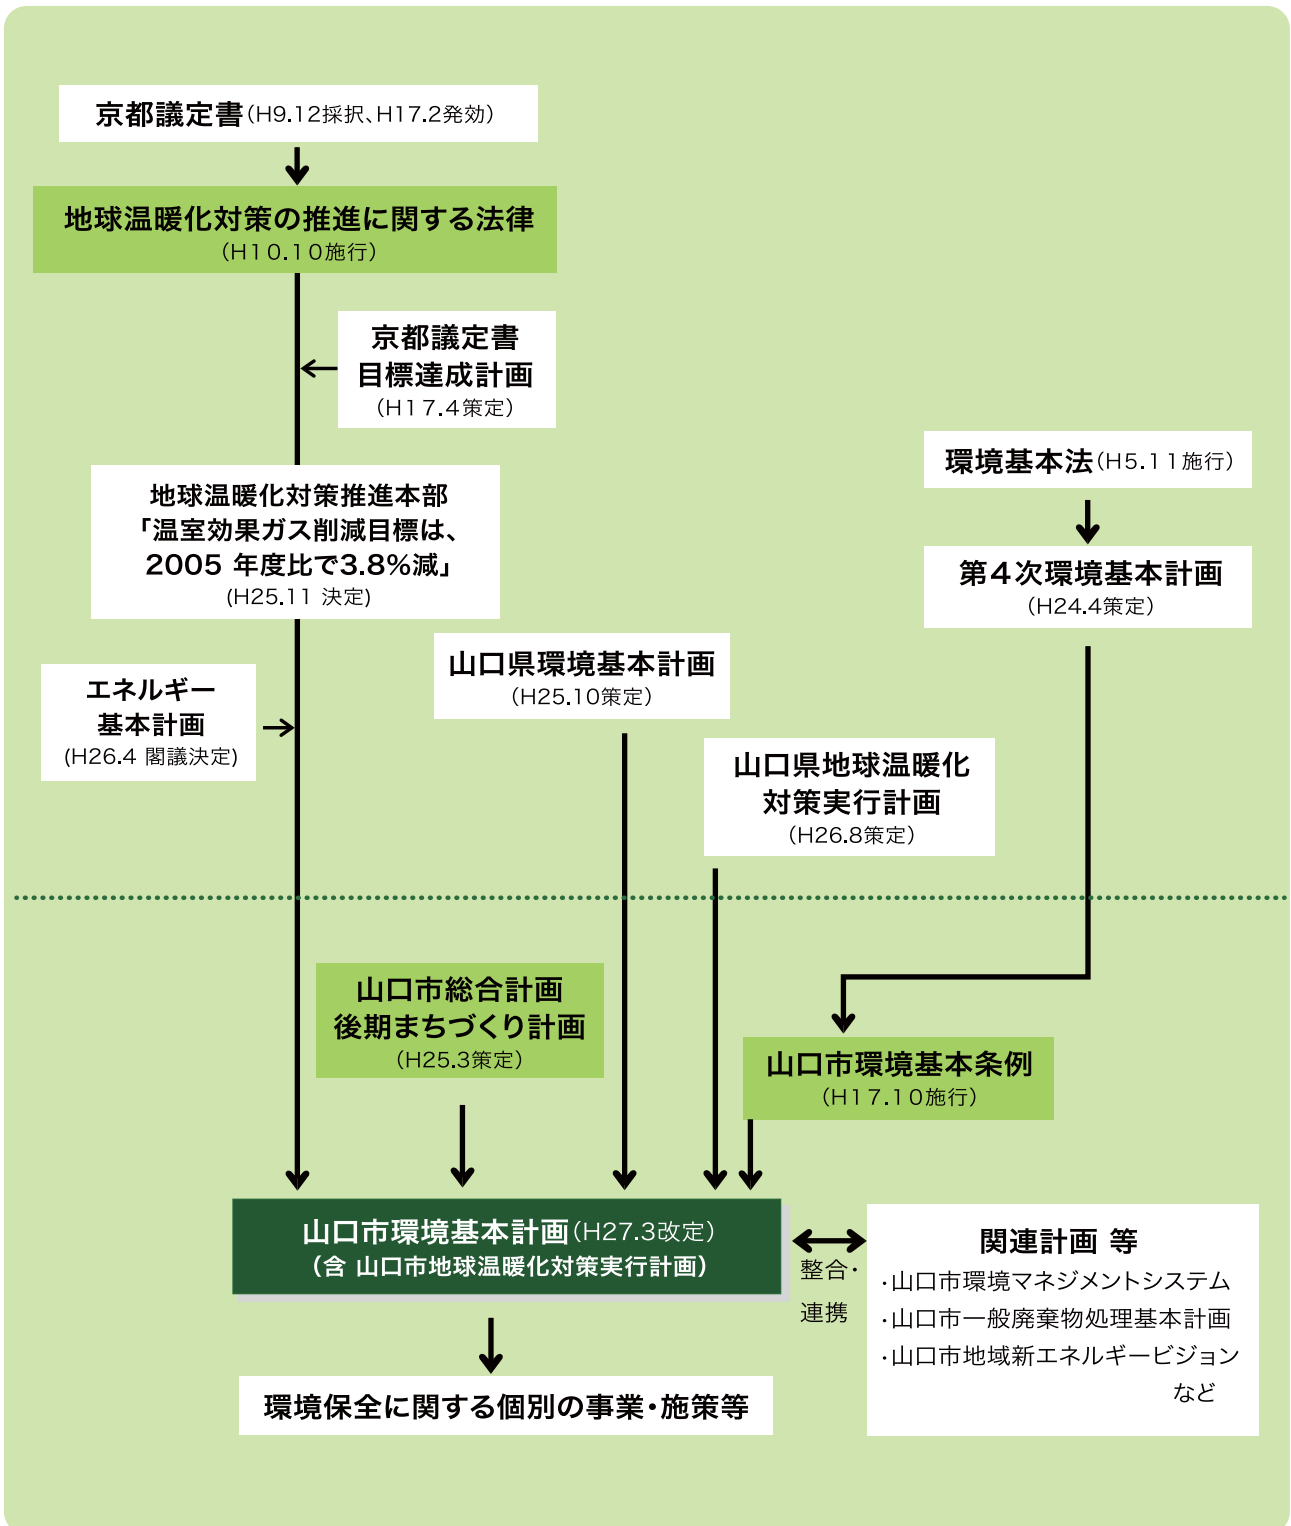 京都議定書(H9.12採択、H17.2発効)
地球温暖化対策の推進に関する法律
(H10.10施行)
京都議定書
目標達成計画
(H17.4策定)
地球温暖化対策推進本部
「温室効果ガス削減目標は、
2005 年度比で3.8%減」
(H25.11 決定)
環境基本法(H5.11施行)
第4次環境基本計画
(H24.4策定)
エネルギー
基本計画
(H26.4 閣議決定)
山口県環境基本計画
(H25.10策定)
山口県地球温暖化
対策実行計画
(H26.8策定)
山口市総合計画
後期まちづくり計画
(H25.3策定)
山口市環境基本条例
(H17.10施行)
山口市環境基本計画(H27.3改定)
(含 山口市地球温暖化対策実行計画)
整合・
連携
関連計画 等
・山口市環境マネジメントシステム
・山口市一般廃棄物処理基本計画
・山口市地域新エネルギービジョン
など
環境保全に関する個別の事業・施策等